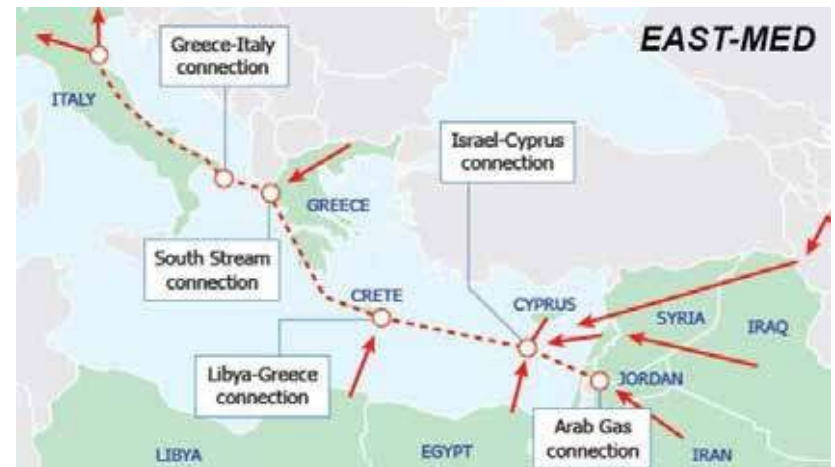 EAST-MED
Greece-Italy
connection
ITALY
Israel-Cyprus
connection
GREECE
South Stream
connection
CRETE
CYPRUS
SYRIA
IRAQ
Libya-Greece
connection
JORDAN
Arab Gas
connection
LIBYA
EGYPT
IRAN